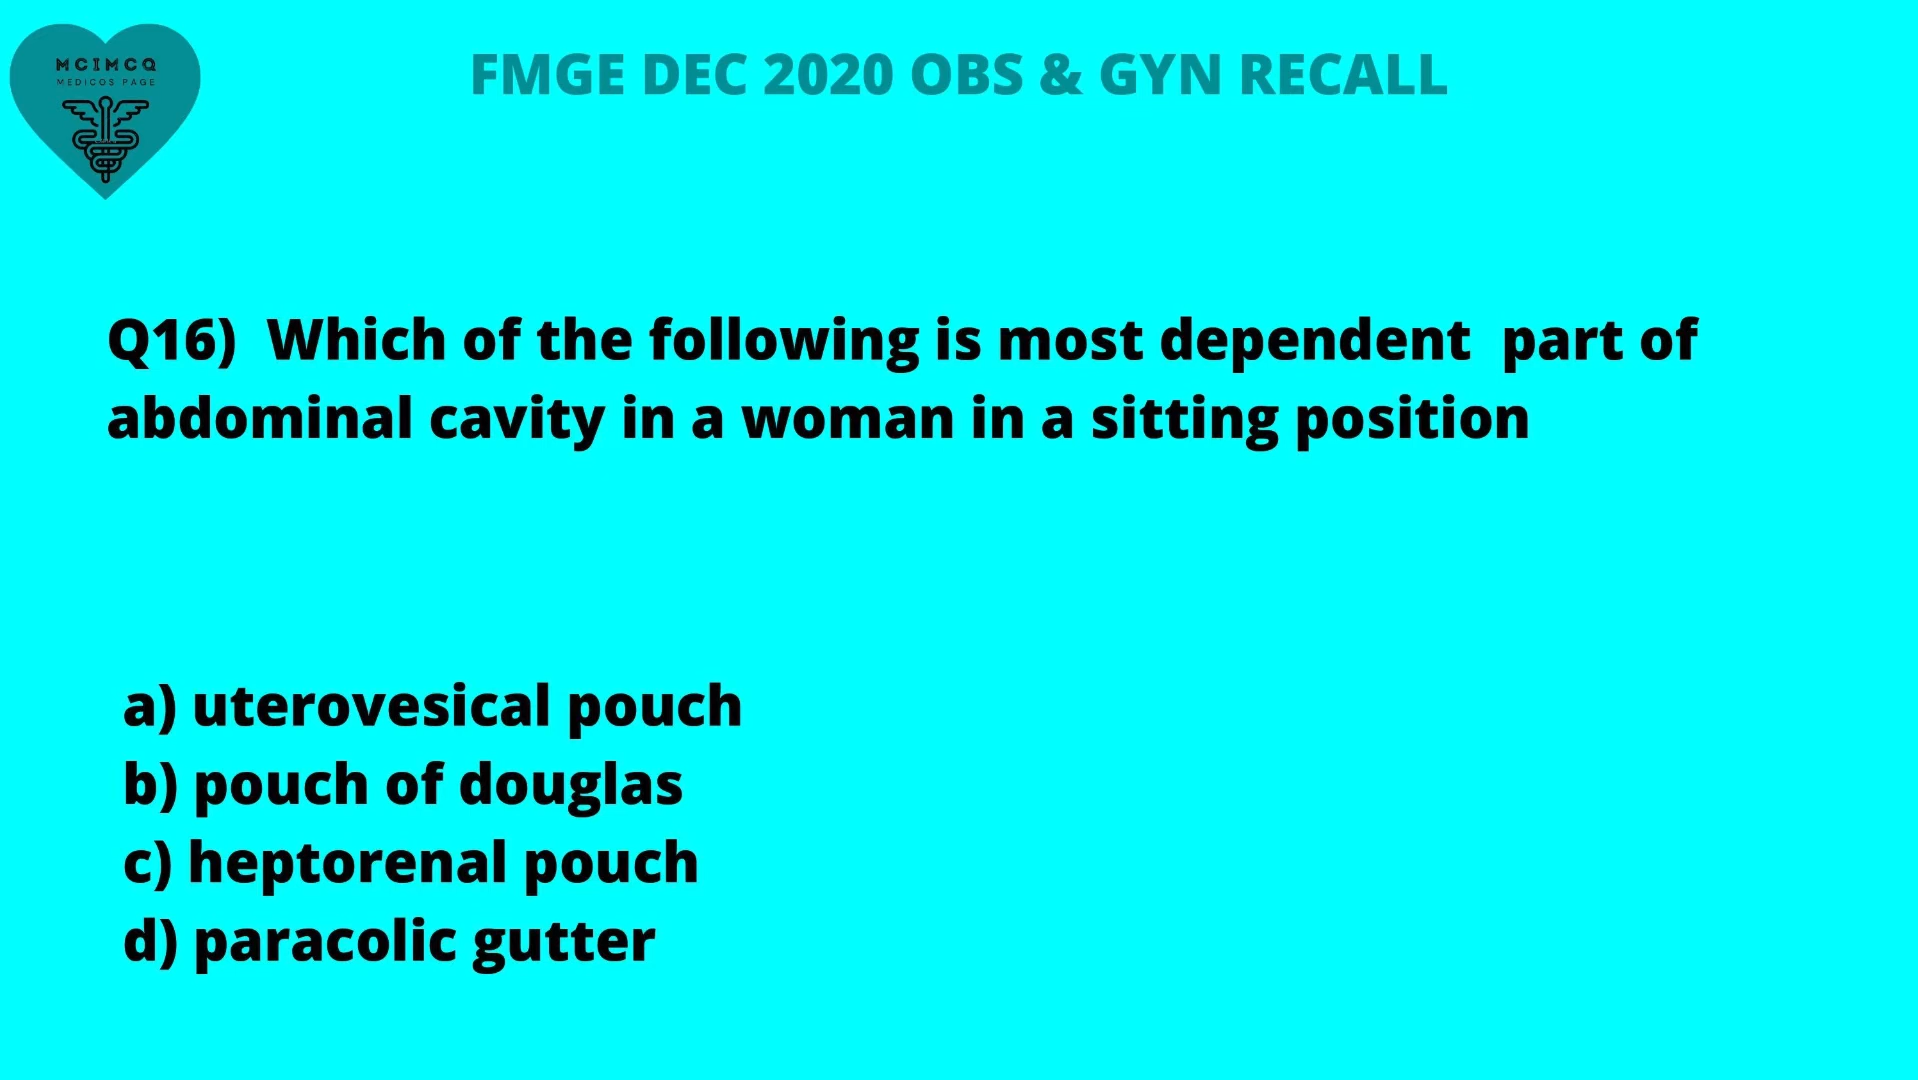 MCIMCQ
MEDICOS PAGE
FMGE DEC 2020 OBS & GYN RECALL
Q16) Which of the following is most dependent part of
abdominal cavity in a woman in a sitting position
a) uterovesical pouch
b) pouch of douglas
c) heptorenal pouch
d) paracolic gutter